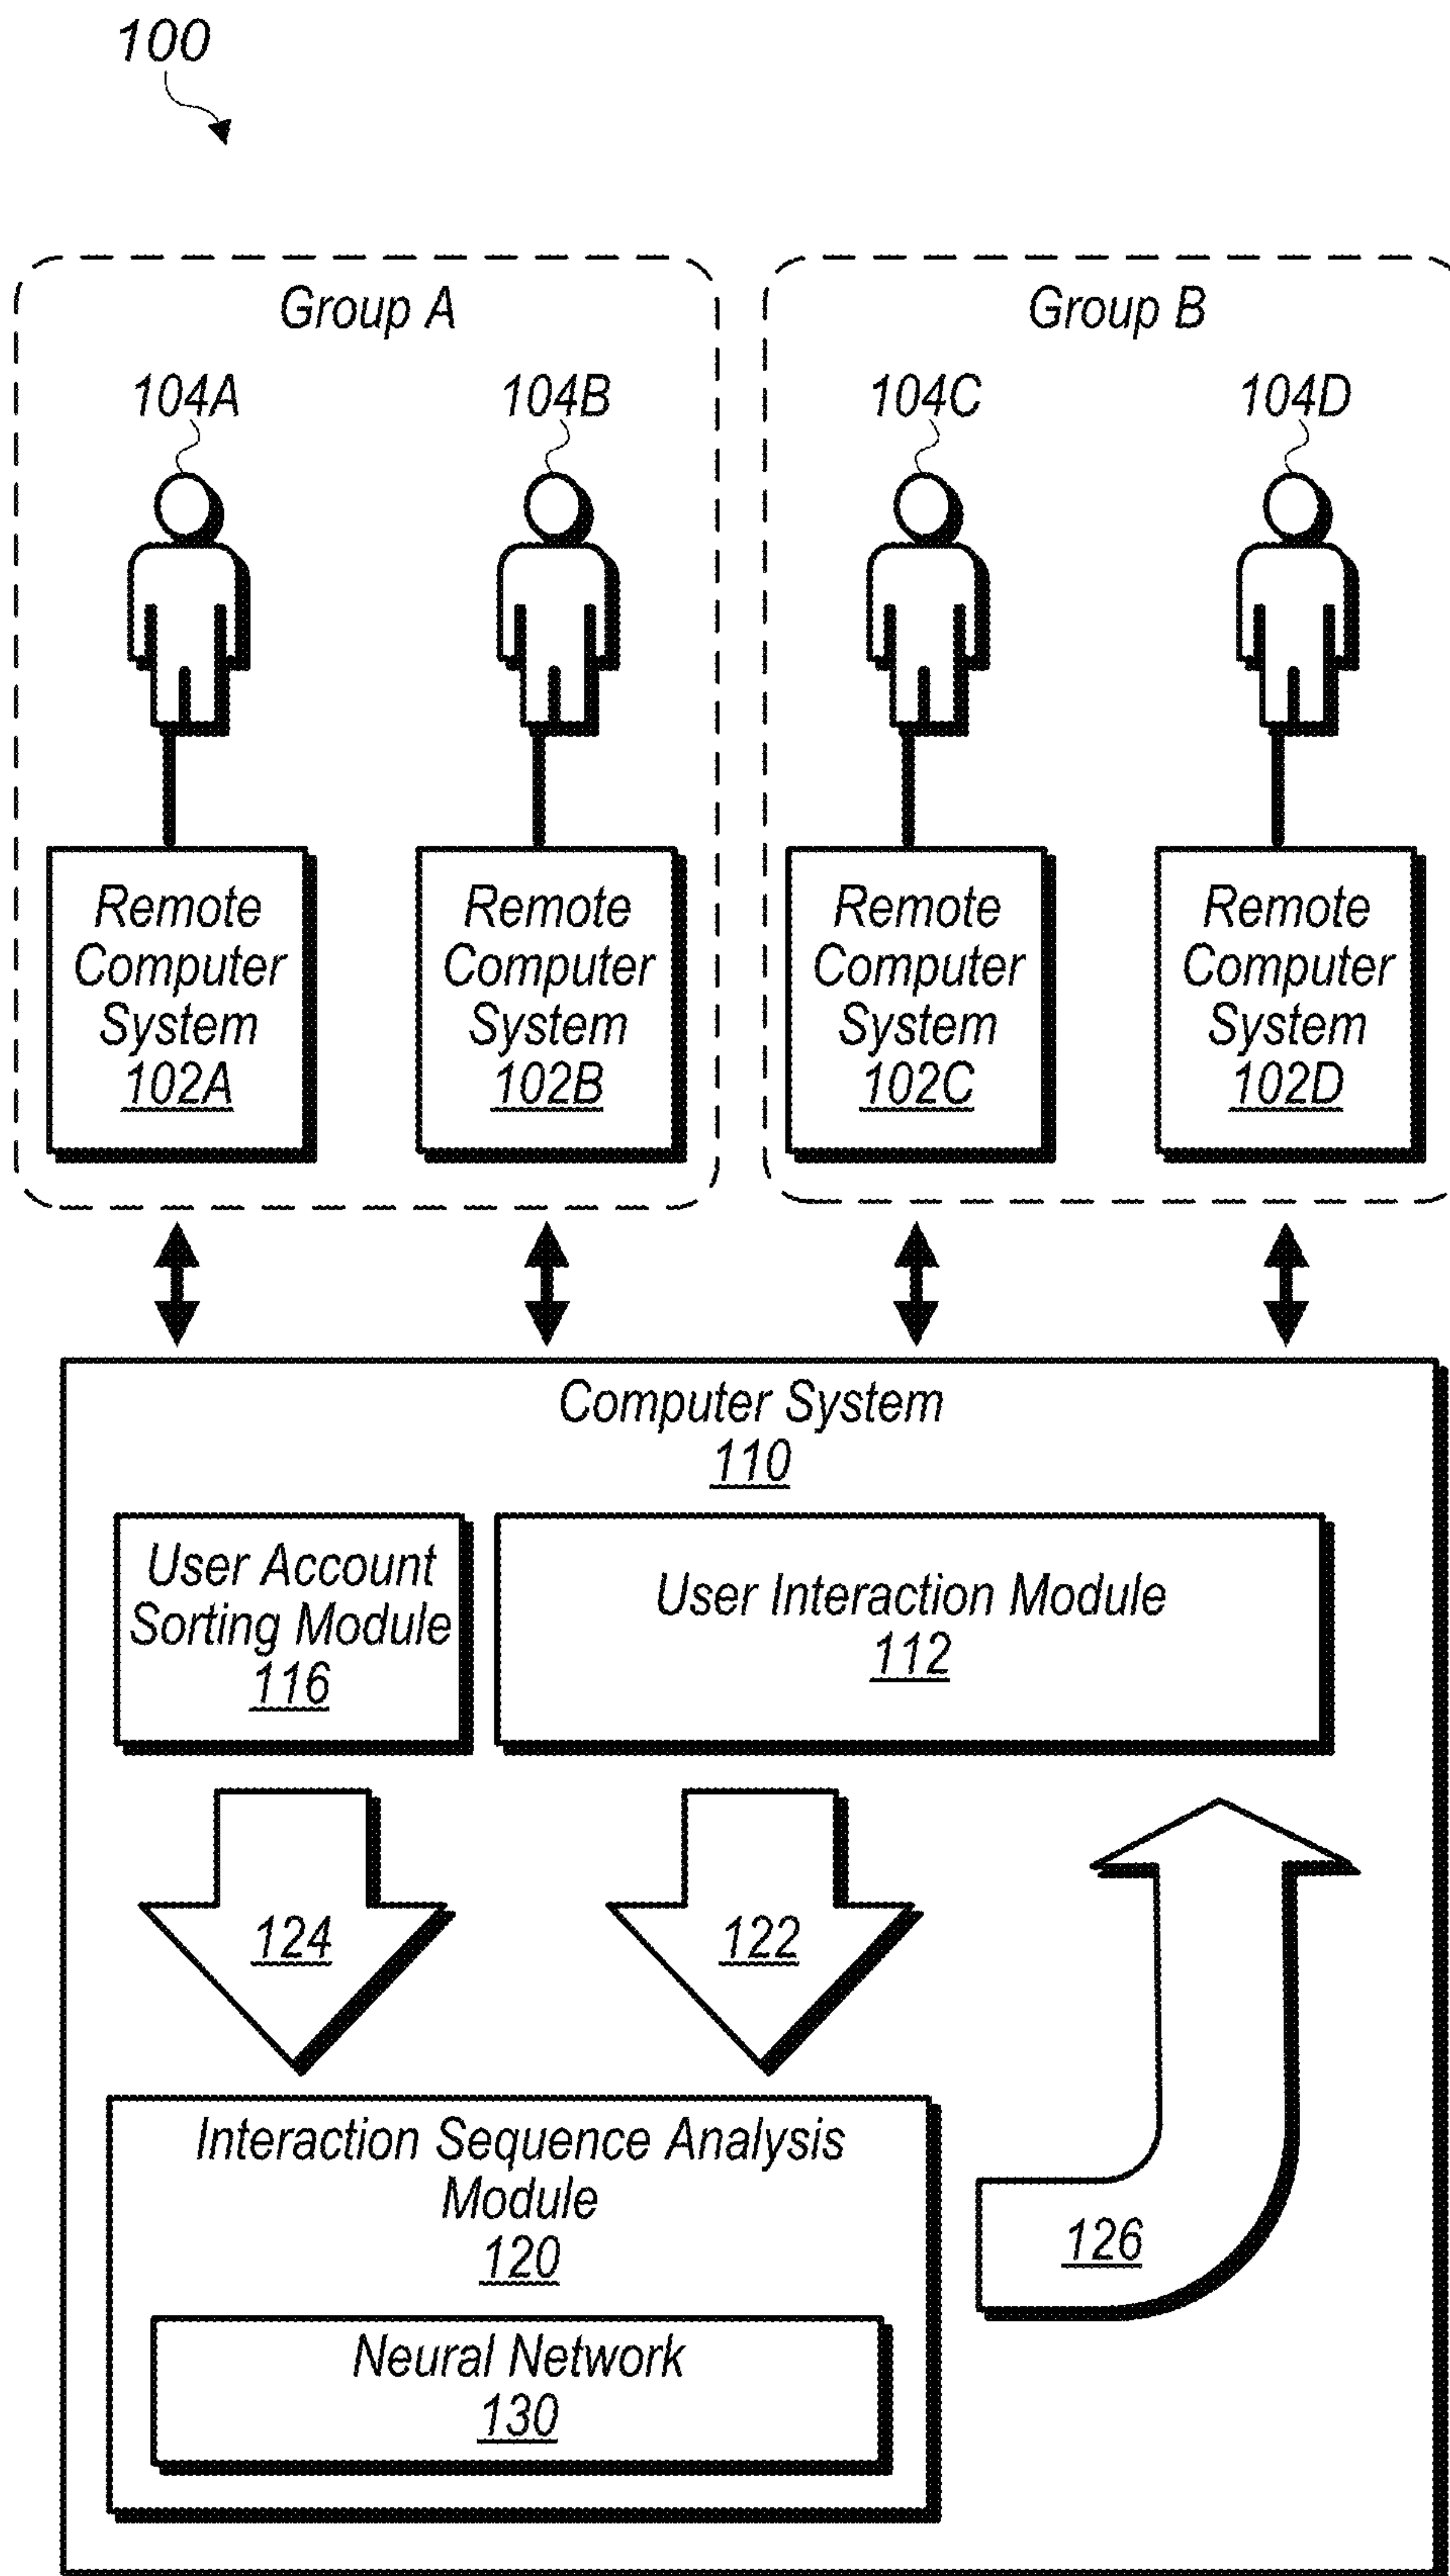 100
Group A
Group B
104A
104B
104C
104D
Remote
Computer
System
102A
Remote
Computer
System
102B
Remote
Computer
System
102C
Remote
Computer
System
102D
Computer System
110
User Account
Sorting Module
116
User Interaction Module
112
124
122
Interaction Sequence Analysis
Module
120
126
Neural Network
130